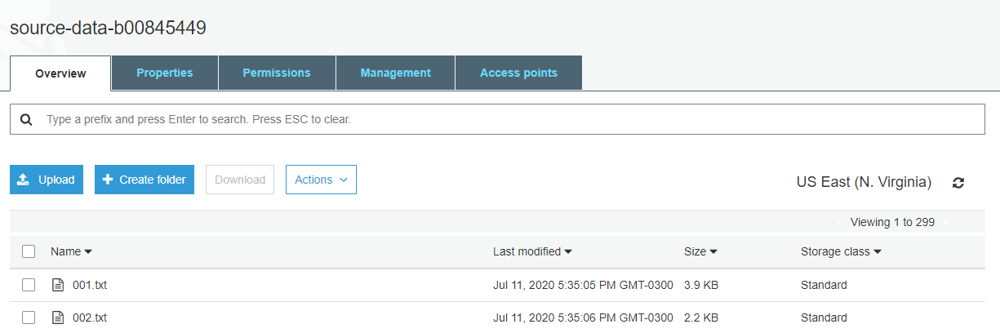 source-data-b00845449
Overview Properties Permissions Management Access points
Type a prefix and press Enter to search. Press ESC to clear.
Upload Create folder Download Actions US East (N. Virginia)
Viewing 1 to 299
Name Last modified Size Storage class
001.txt Jul 11, 2020 5:35:05 PM GMT-0300 3.9 KB Standard
002.txt Jul 11, 2020 5:35:06 PM GMT-0300 2.2 KB Standard